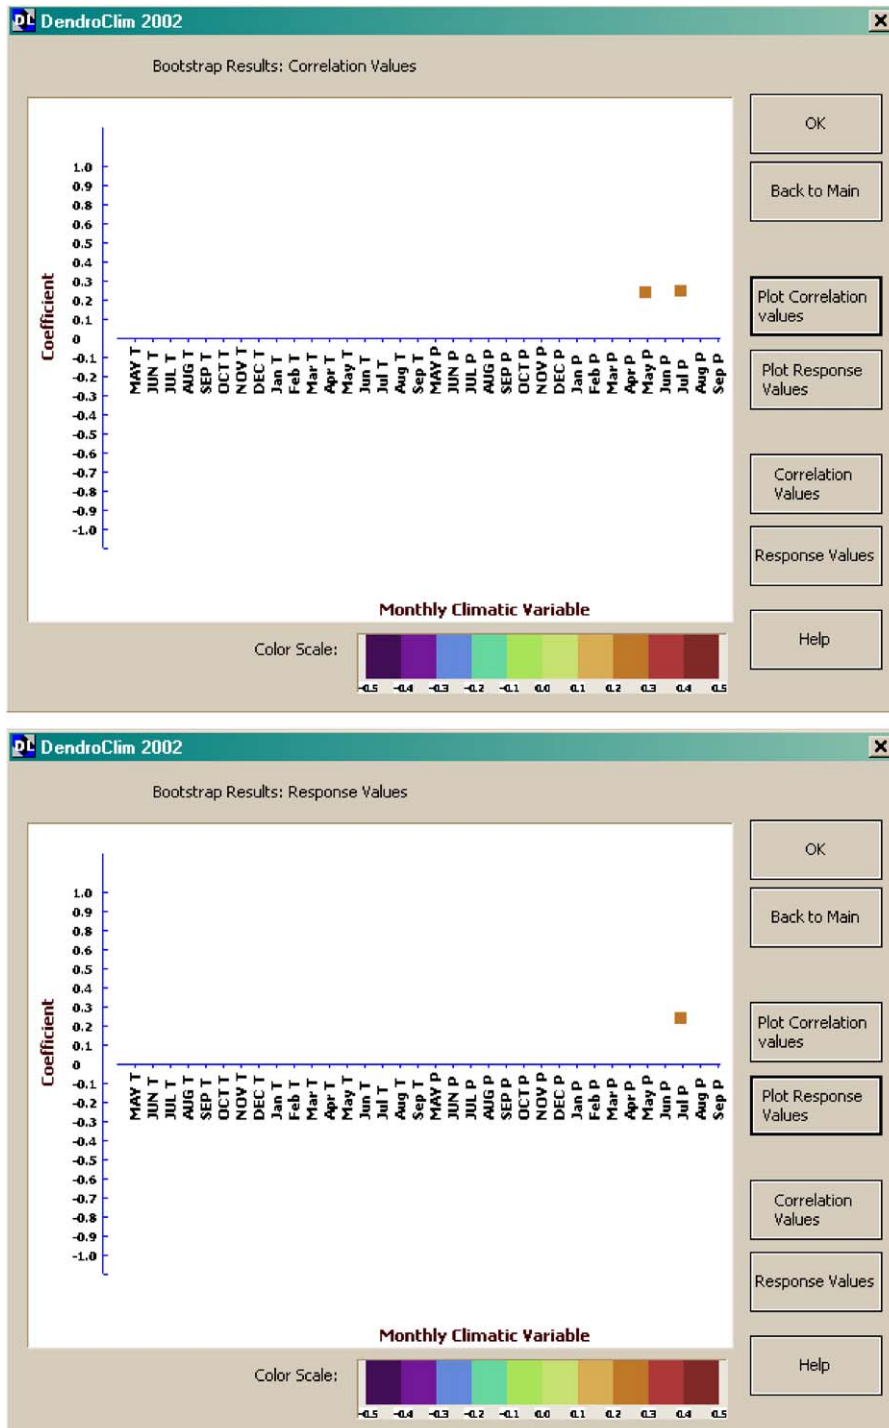 DendroClim 2002
Bootstrap Results: Correlation Values
1.0
0.9
0.8
0.7
0.6
0.5
0.4
0.3
0.2
0.1
0
-0.1
-0.2
-0.3
-0.4
-0.5
-0.6
-0.7
-0.8
-0.9
-1.0
Coefficient
MAY T
JUN T
JUL T
AUG T
SEP T
OCT T
NOV T
DEC T
Jan T
Feb T
Mar T
Apr T
May T
Jun T
Jul T
Aug T
Sep T
MAY P
JUN P
JUL P
AUG P
SEP P
OCT P
NOV P
DEC P
Jan P
Feb P
Mar P
Apr P
May P
Jun P
Jul P
Aug P
Sep P
Monthly Climatic Variable
Color Scale:
-0.5 -0.4 -0.3 -0.2 -0.1 0.0 0.1 0.2 0.3 0.4 0.5
OK
Back to Main
Plot Correlation
values
Plot Response
Values
Correlation
Values
Response Values
Help
DendroClim 2002
Bootstrap Results: Response Values
1.0
0.9
0.8
0.7
0.6
0.5
0.4
0.3
0.2
0.1
0
-0.1
-0.2
-0.3
-0.4
-0.5
-0.6
-0.7
-0.8
-0.9
-1.0
Coefficient
MAY T
JUN T
JUL T
AUG T
SEP T
OCT T
NOV T
DEC T
Jan T
Feb T
Mar T
Apr T
May T
Jun T
Jul T
Aug T
Sep T
MAY P
JUN P
JUL P
AUG P
SEP P
OCT P
NOV P
DEC P
Jan P
Feb P
Mar P
Apr P
May P
Jun P
Jul P
Aug P
Sep P
Monthly Climatic Variable
Color Scale:
-0.5 -0.4 -0.3 -0.2 -0.1 0.0 0.1 0.2 0.3 0.4 0.5
OK
Back to Main
Plot Correlation
values
Plot Response
Values
Correlation
Values
Response Values
Help